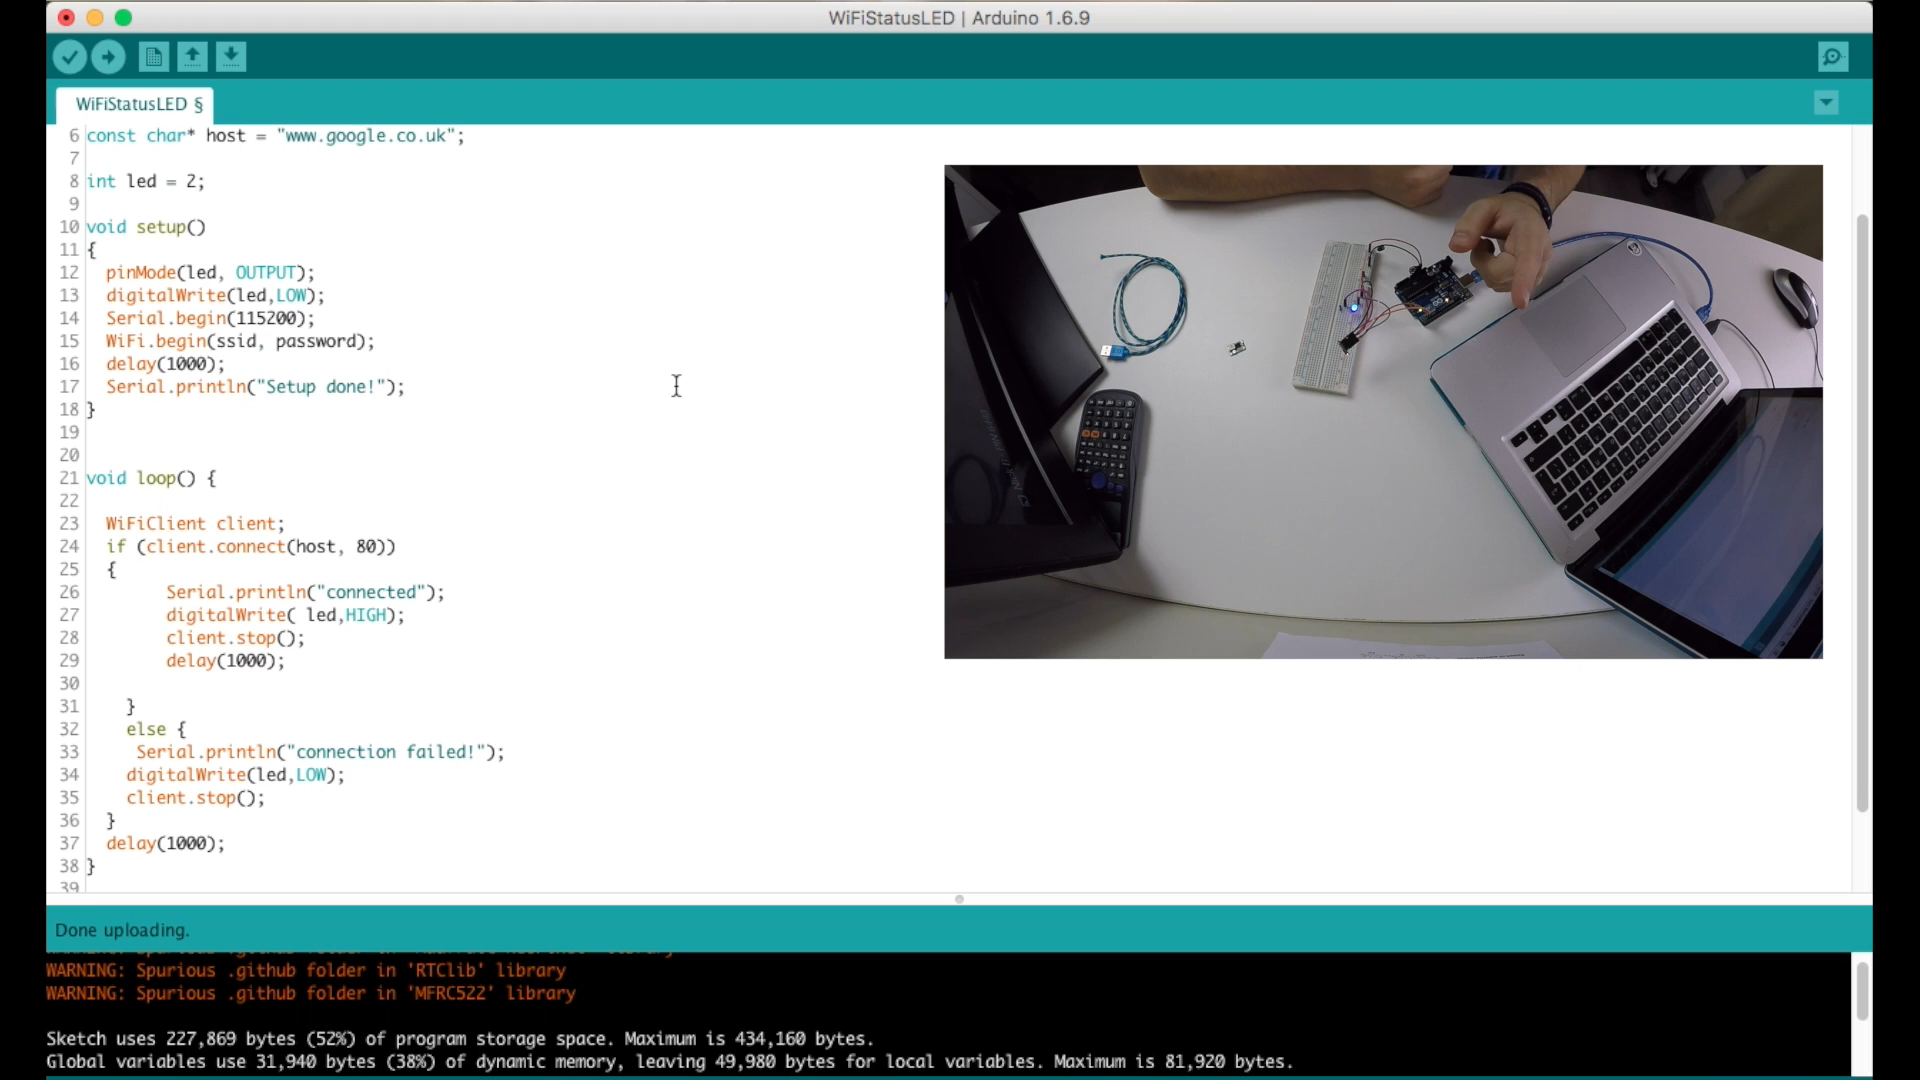 WiFiStatusLED | Arduino 1.6.9
WiFiStatusLED §
6 const char* host = "www.google.co.uk";
7
8 int led = 2;
9
10 void setup()
11 {
12 pinMode(led, OUTPUT);
13 digitalWrite(led,LOW);
14 Serial.begin(115200);
15 WiFi.begin(ssid, password);
16 delay(1000);
17 Serial.println("Setup done!");
18 }
19
20
21 void loop() {
22
23 WiFiClient client;
24 if (client.connect(host, 80))
25 {
26 Serial.println("connected");
27 digitalWrite( led,HIGH);
28 client.stop();
29 delay(1000);
30
31 }
32 else {
33 Serial.println("connection failed!");
34 digitalWrite(led,LOW);
35 client.stop();
36 }
37 delay(1000);
38 }
39
Done uploading.
WARNING: Spurious .github folder in 'RTClib' library
WARNING: Spurious .github folder in 'MFRC522' library
Sketch uses 227,869 bytes (52%) of program storage space. Maximum is 434,160 bytes.
Global variables use 31,940 bytes (38%) of dynamic memory, leaving 49,980 bytes for local variables. Maximum is 81,920 bytes.